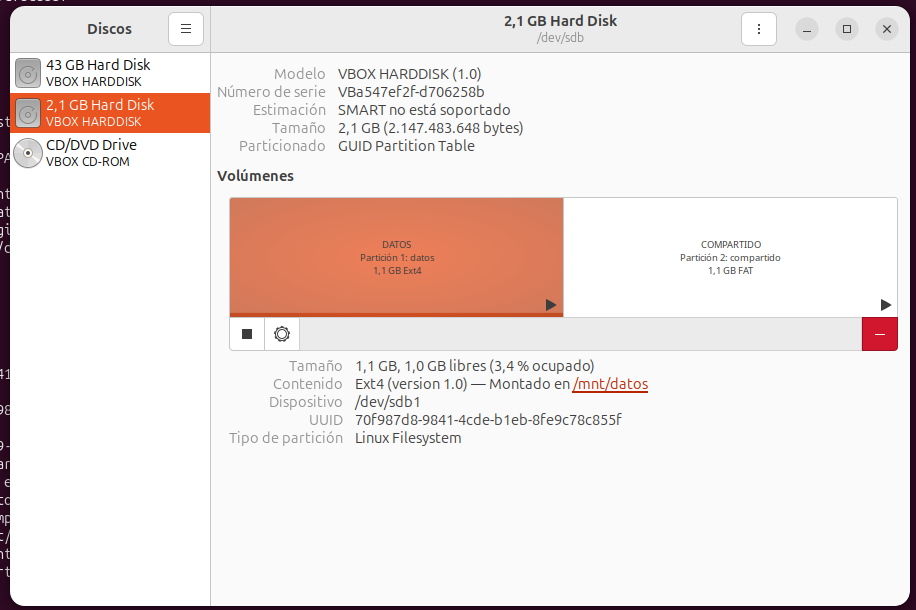 Discos
2,1 GB Hard Disk
/dev/sdb
43 GB Hard Disk
VBOX HARDDISK
2,1 GB Hard Disk
VBOX HARDDISK
CD/DVD Drive
VBOX CD-ROM
Modelo VBOX HARDDISK (1.0)
Número de serie VBa547ef2f-d706258b
Estimación SMART no está soportado
Tamaño 2,1 GB (2.147.483.648 bytes)
Particionado GUID Partition Table
Volúmenes
DATOS
Partición 1: datos
1,1 GB Ext4
COMPARTIDO
Partición 2: compartido
1,1 GB FAT
Tamaño 1,1 GB, 1,0 GB libres (3,4 % ocupado)
Contenido Ext4 (version 1.0) — Montado en /mnt/datos
Dispositivo /dev/sdb1
UUID 70f987d8-9841-4cde-b1eb-8fe9c78c855f
Tipo de partición Linux Filesystem